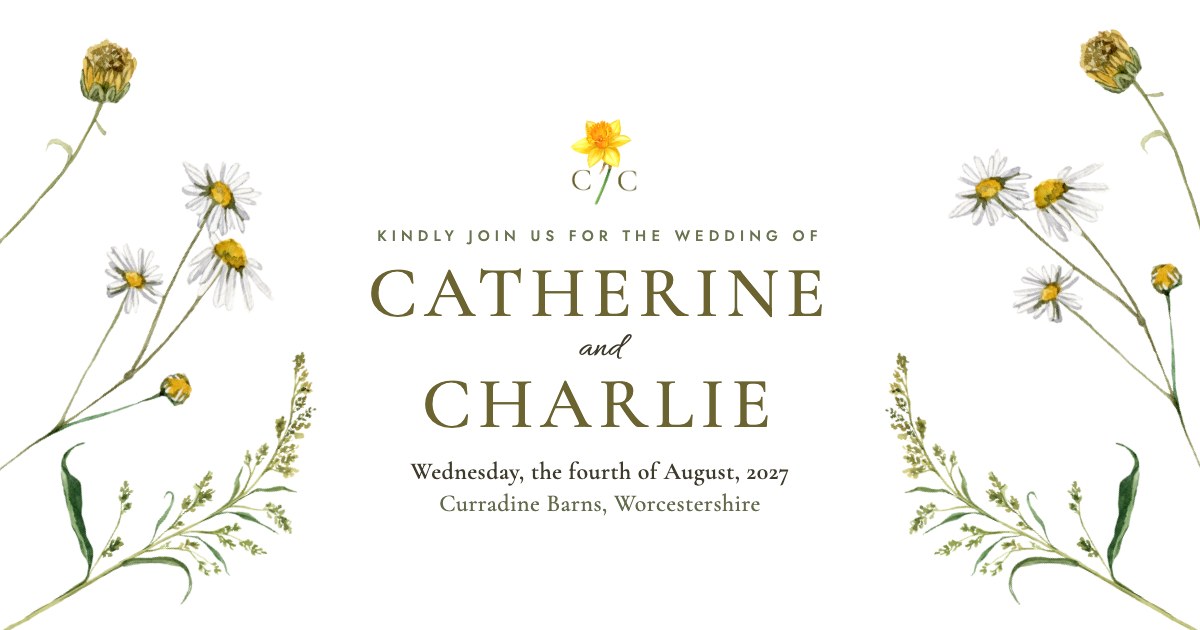 C C
KINDLY JOIN US FOR THE WEDDING OF
CATHERINE
and
CHARLIE
Wednesday, the fourth of August, 2027
Curradine Barns, Worcestershire